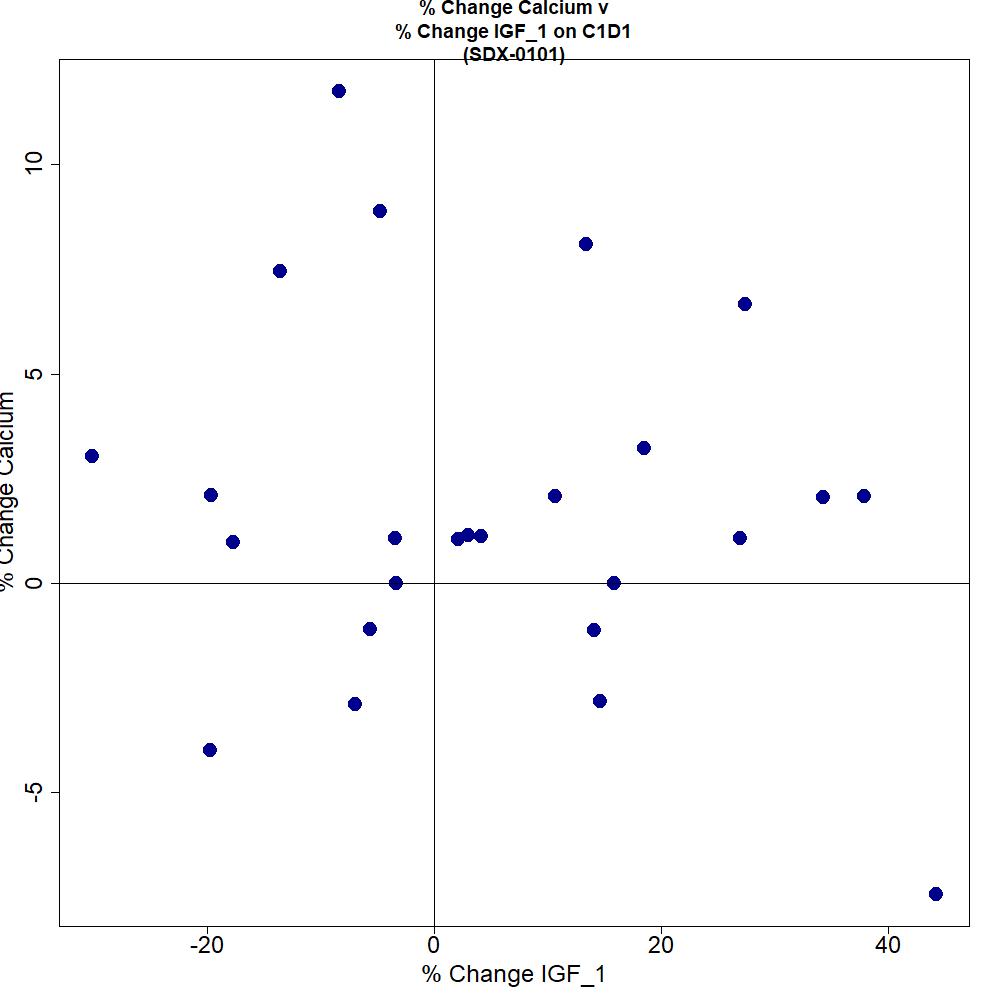 % Change Calcium v
% Change IGF_1 on C1D1
(SDX-0101)
10
5
0
-5
% Change Calcium
-20
0
20
40
% Change IGF_1